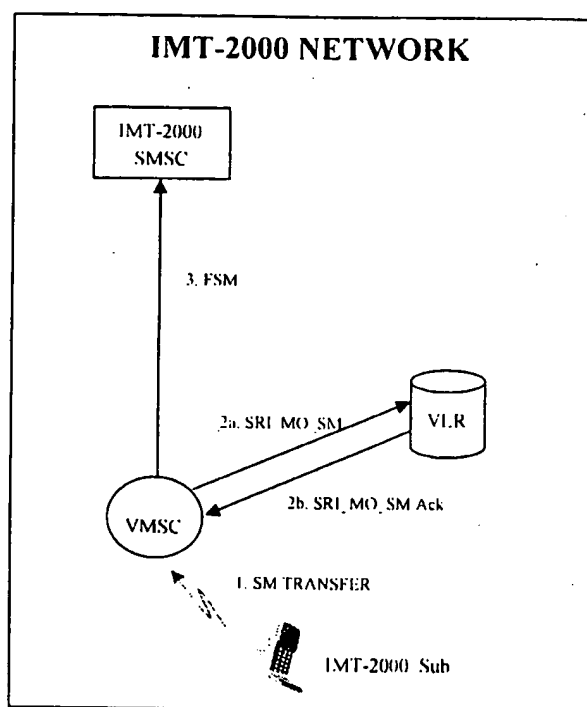 IMT-2000 NETWORK
IMT-2000
SMSC
3. FSM
2a. SRI_MO_SM
VLR
2b. SRI_MO_SM Ack
VMSC
1. SM TRANSFER
IMT-2000 Sub